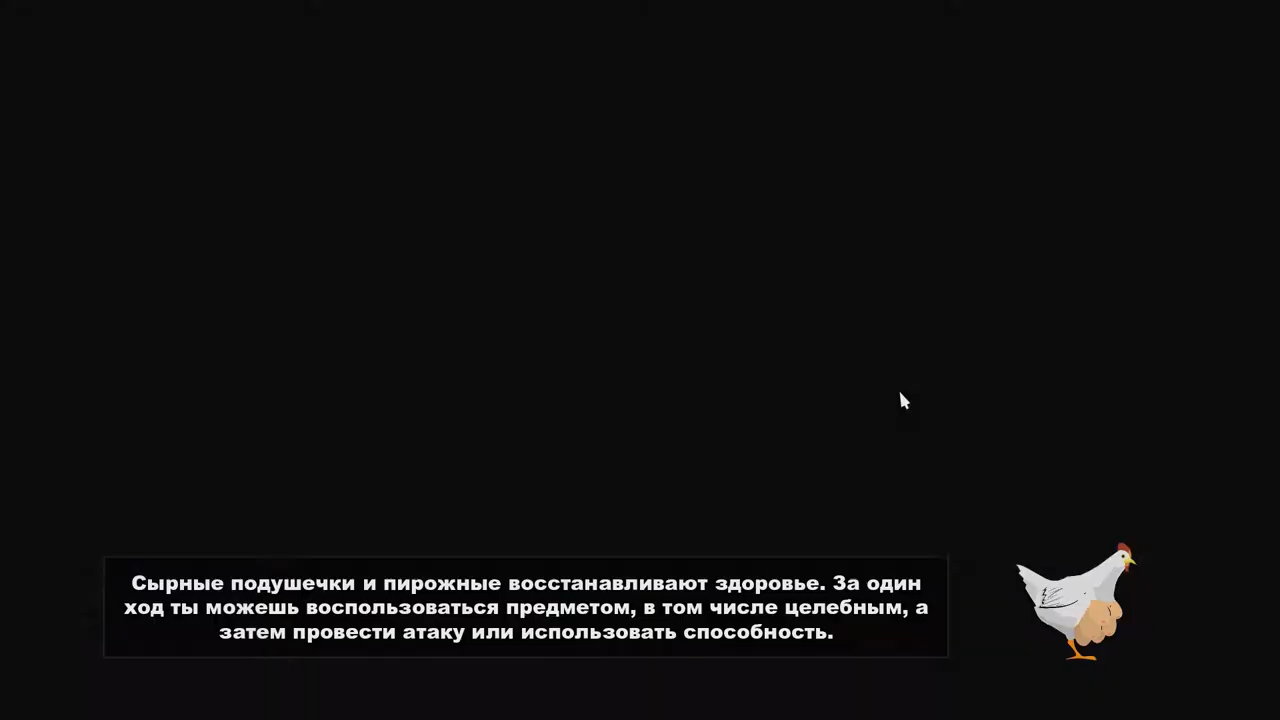 Сырные подушечки и пирожные восстанавливают здоровье. За один
ход ты можешь воспользоваться предметом, в том числе целебным, а
затем провести атаку или использовать способность.